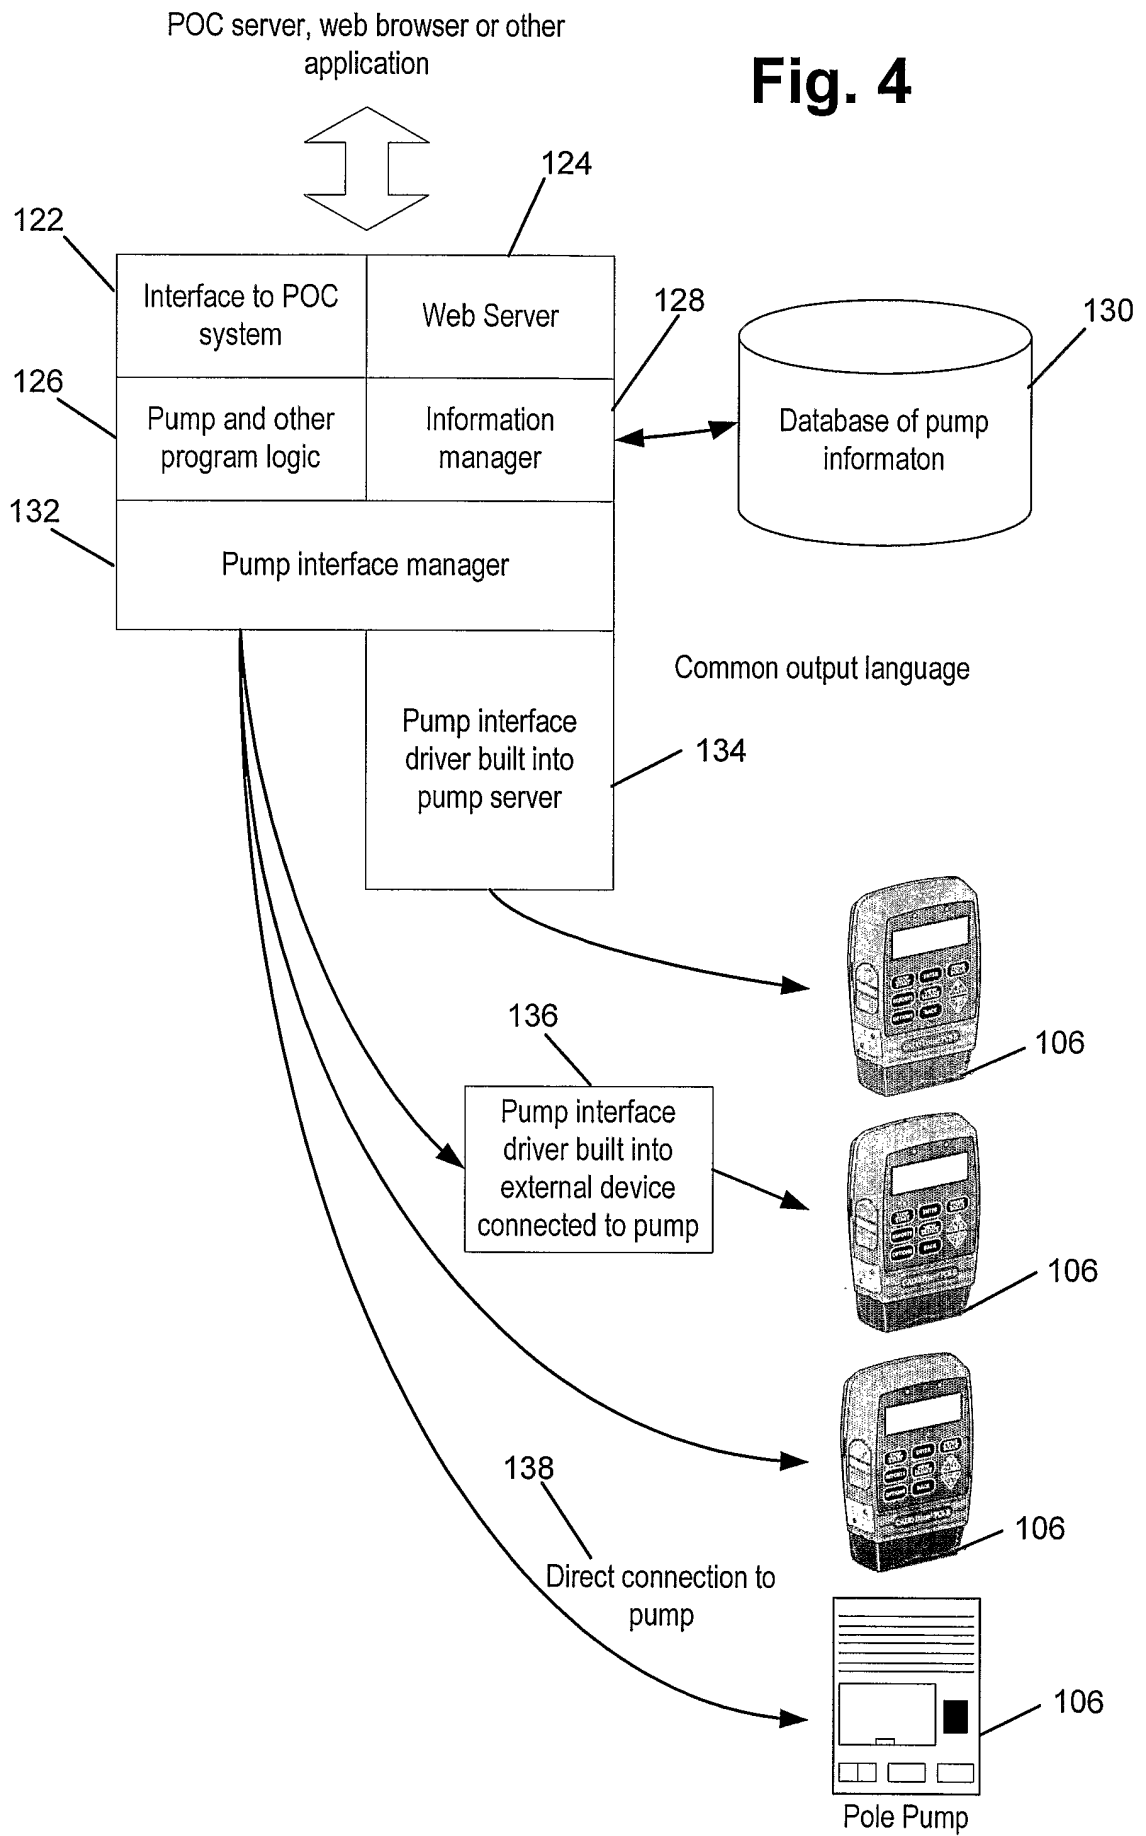 POC server, web browser or other
application
Fig. 4
124
122
Interface to POC
system
Web Server
128
130
126
Pump and other
program logic
Information
manager
Database of pump
informaton
132
Pump interface manager
Common output language
Pump interface
driver built into
pump server
134
136
106
Pump interface
driver built into
external device
connected to pump
106
138
106
Direct connection to
pump
106
Pole Pump